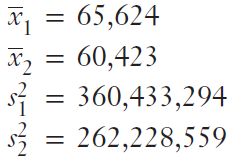 x̅₁ = 65,624
x̅₂ = 60,423
s₁² = 360,433,294
s₂² = 262,228,559